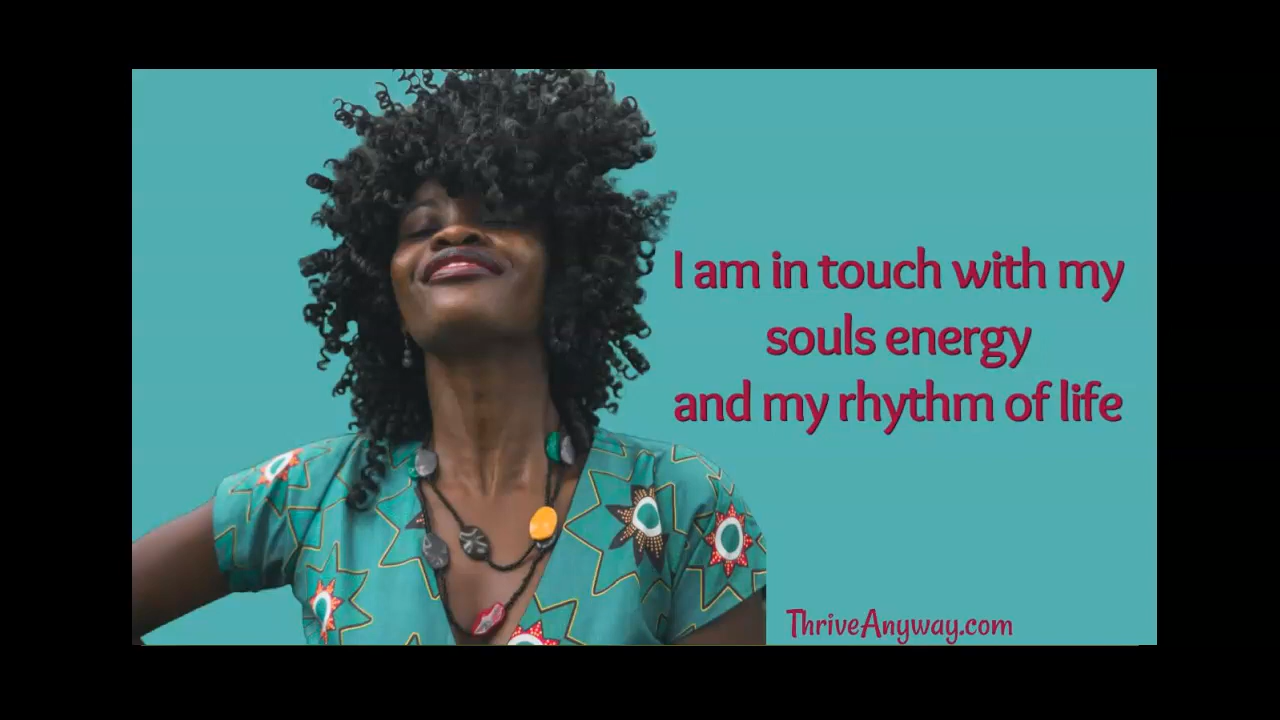 I am in touch with my
souls energy
and my rhythm of life
ThriveAnyway.com